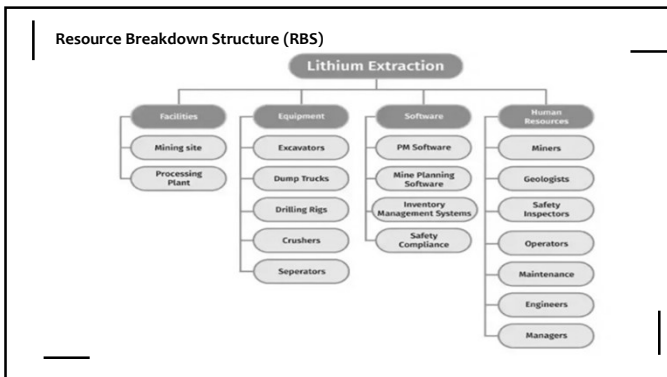 Resource Breakdown Structure (RBS)
Lithium Extraction
Facilities
Mining site
Processing
Plant
Equipment
Excavators
Dump Trucks
Drilling Rigs
Crushers
Seperators
Software
PM Software
Mine Planning
Software
Inventory
Management Systems
Safety
Compliance
Human
Resources
Miners
Geologists
Safety
Inspectors
Operators
Maintenance
Engineers
Managers